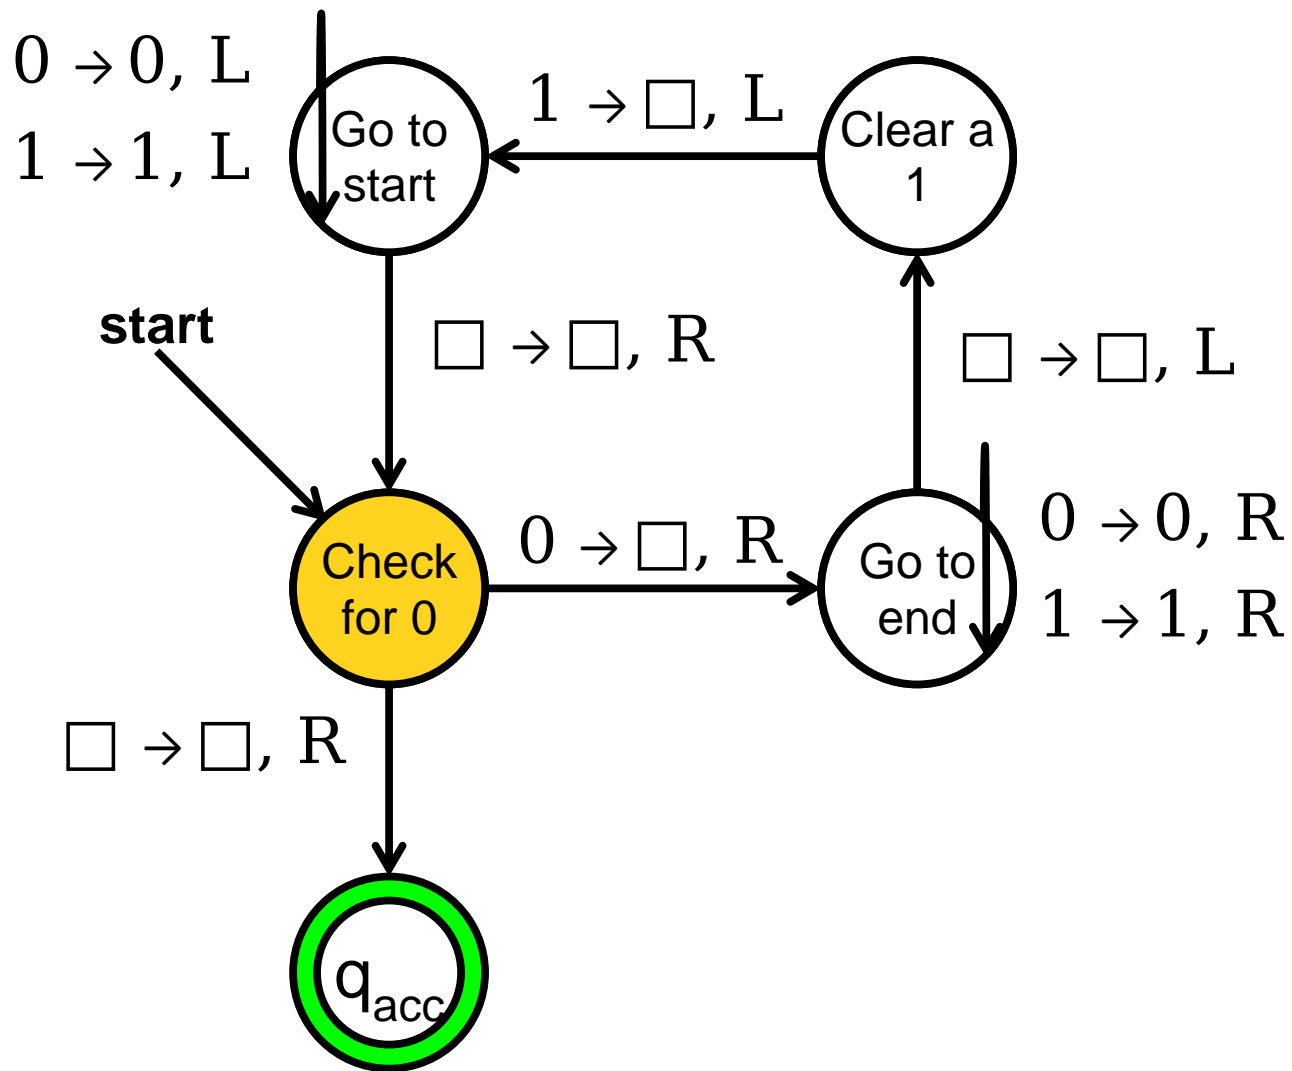 0 → 0, L
1 → 1, L
Go to
start
1 → □, L
Clear a
1
start
□ → □, R
□ → □, L
Check
for 0
0 → □, R
Go to
end
0 → 0, R
1 → 1, R
□ → □, R
qacc